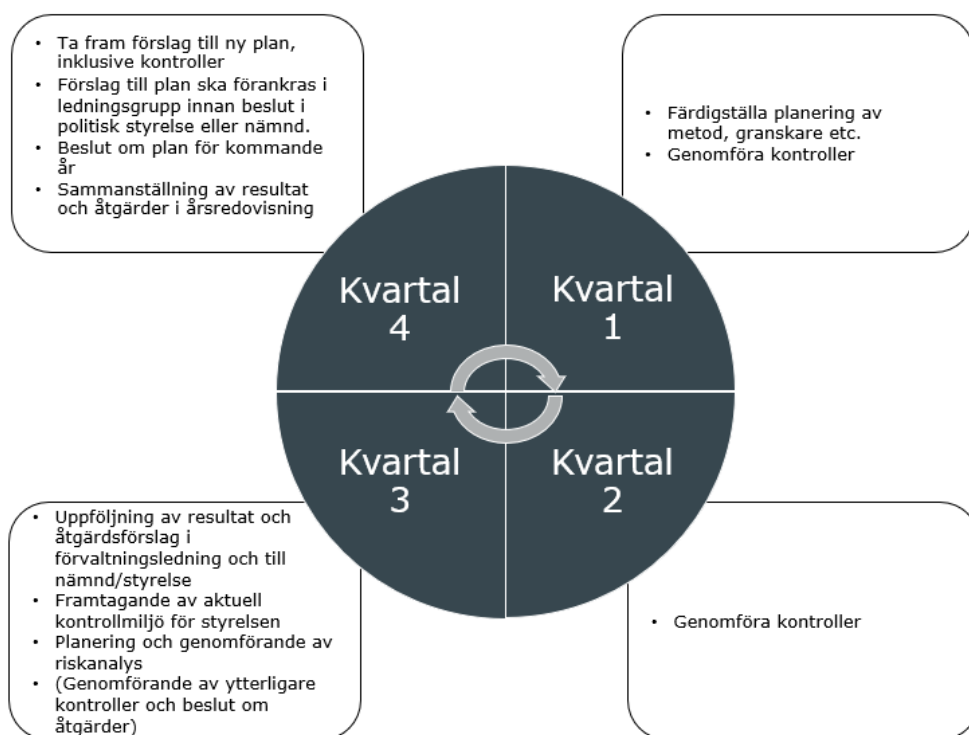 • Ta fram förslag till ny plan,
inklusive kontroller
• Förslag till plan ska förankras i
ledningsgrupp innan beslut i
politisk styrelse eller nämnd.
• Beslut om plan för kommande
år
• Sammanställning av resultat
och åtgärder i årsredovisning
• Färdigställa planering av
metod, granskare etc.
• Genomföra kontroller
Kvartal
4
Kvartal
1
Kvartal
3
Kvartal
2
• Uppföljning av resultat och
åtgärdsförslag i
förvaltningsledning och till
nämnd/styrelse
• Framtagande av aktuell
kontrollmiljö för styrelsen
• Planering och genomförande av
riskanalys
• (Genomförande av ytterligare
kontroller och beslut om
åtgärder)
• Genomföra kontroller